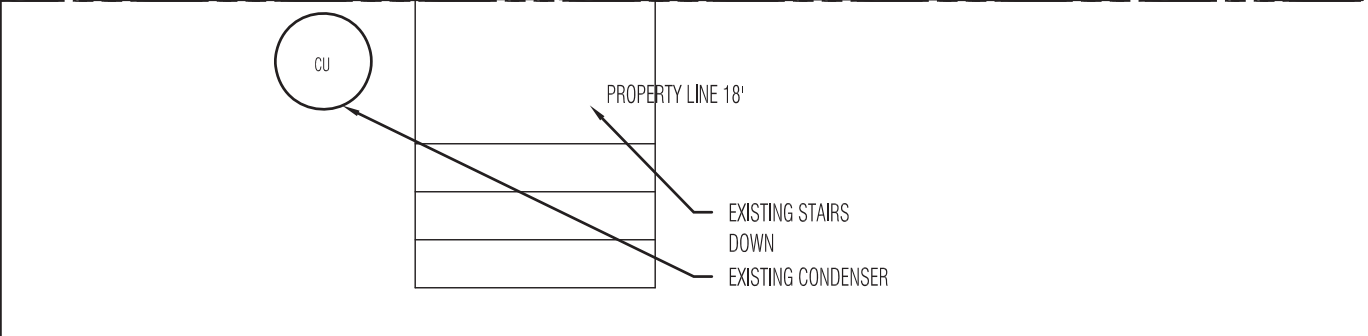 CU
PROPERTY LINE 18'
EXISTING STAIRS
DOWN
EXISTING CONDENSER